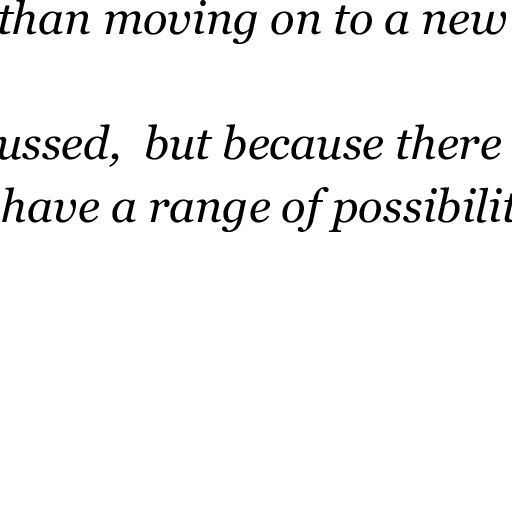 than moving on to a new
ussed,  but because there
have a range of possibilit